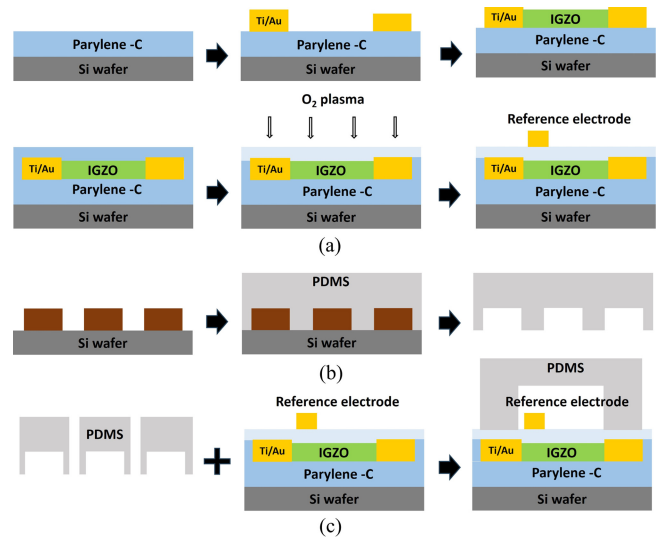 Parylene -C
Si wafer
Ti/Au
Parylene -C
Si wafer
Ti/Au IGZO
Parylene -C
Si wafer
Ti/Au IGZO
Parylene -C
Si wafer
O2 plasma
Ti/Au IGZO
Parylene -C
Si wafer
Reference electrode
Ti/Au IGZO
Parylene -C
Si wafer
(a)
Si wafer
PDMS
Si wafer
(b)
PDMS
Reference electrode
Ti/Au IGZO
Parylene -C
Si wafer
PDMS
Reference electrode
Ti/Au IGZO
Parylene -C
Si wafer
(c)